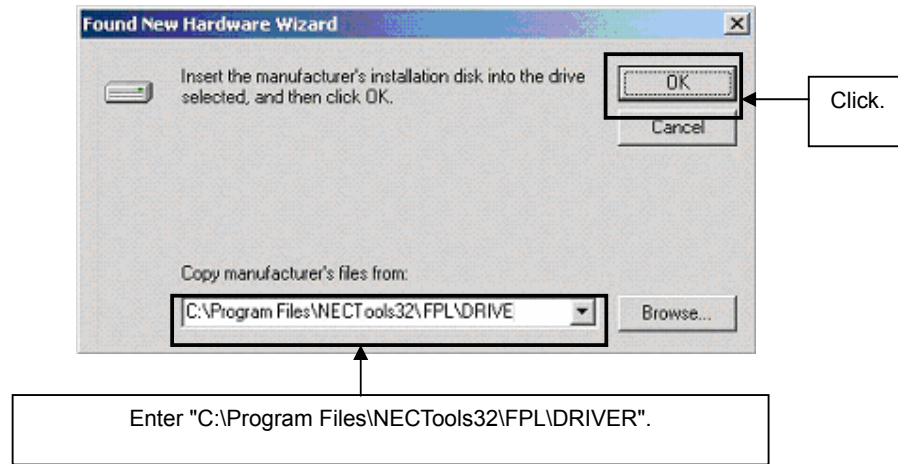 Found New Hardware Wizard
Insert the manufacturer's installation disk into the drive
selected, and then click OK.
OK
Click.
Cancel
Copy manufacturer's files from:
C:\Program Files\NECTools32\FPL\DRIVE
Browse...
Enter "C:\Program Files\NECTools32\FPL\DRIVER".